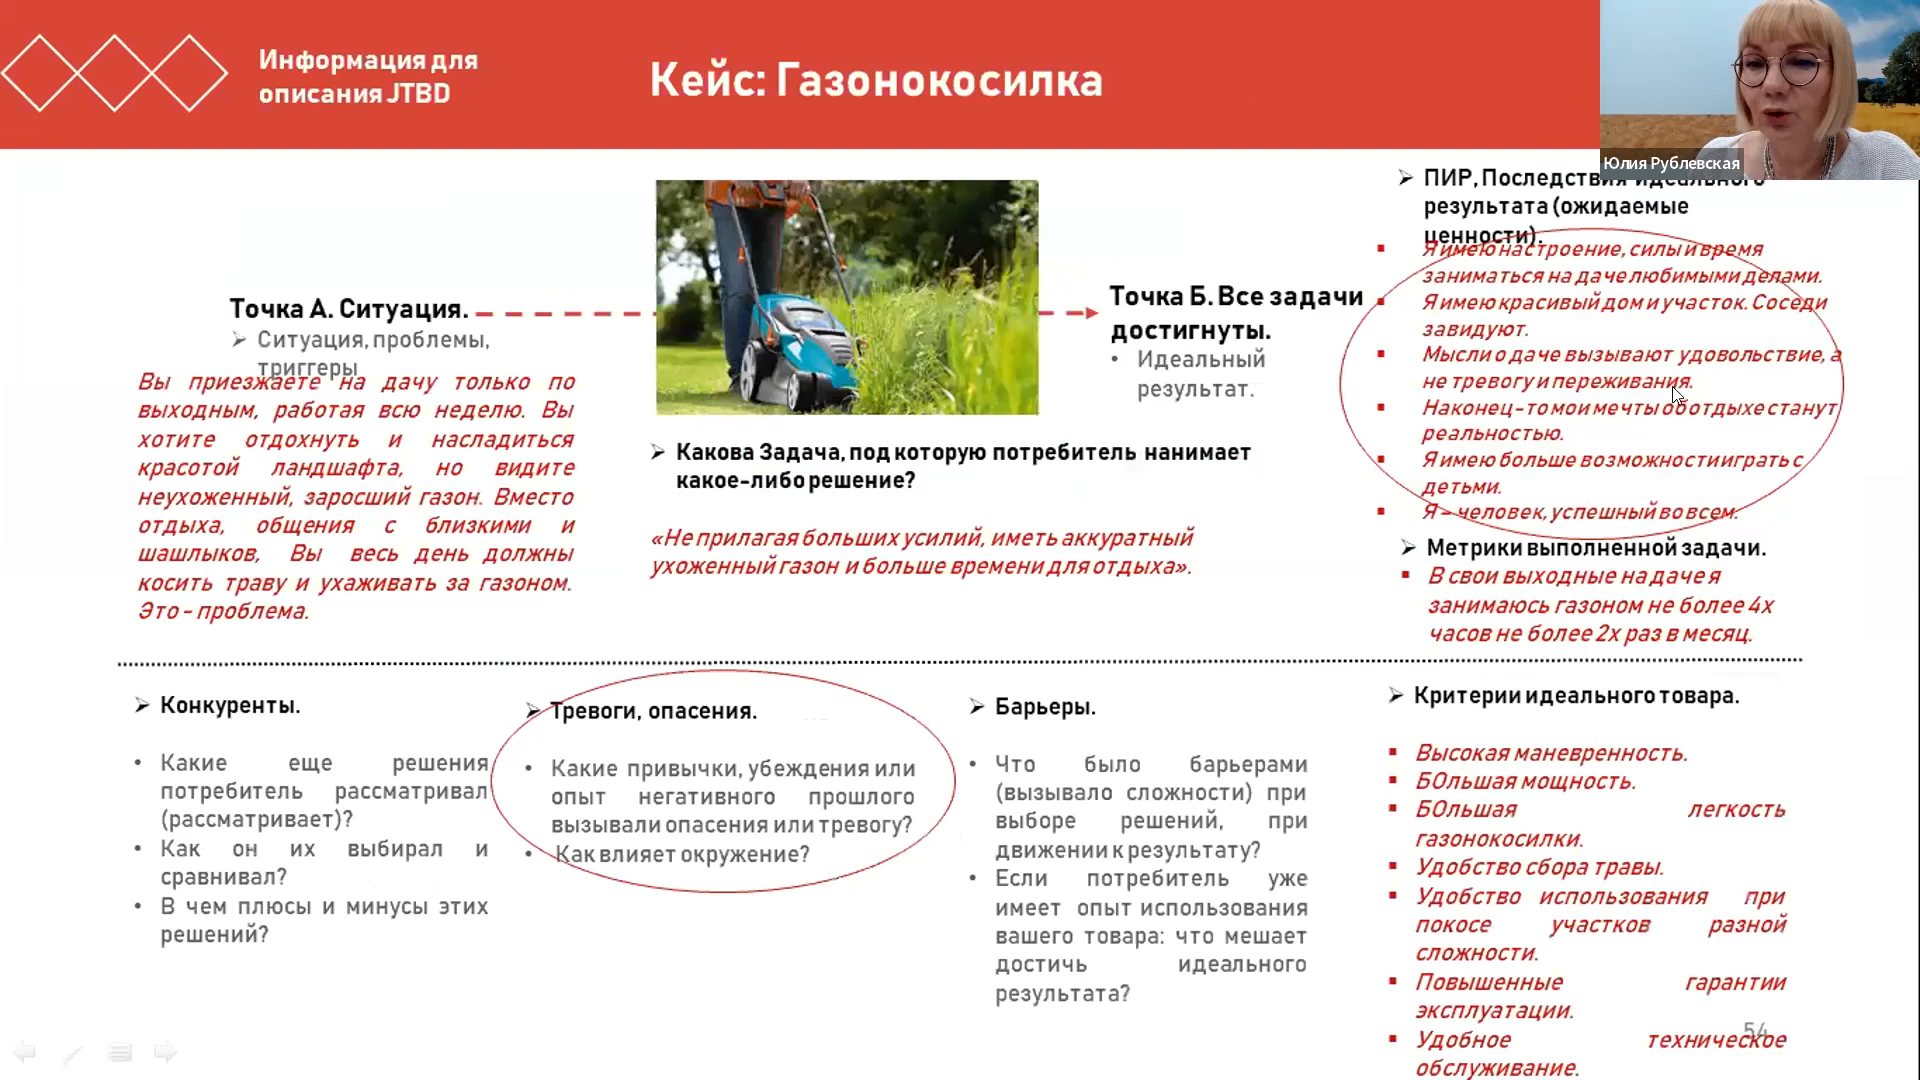 Информация для
описания JTBD
Кейс: Газонокосилка
Юлия Рублевская
Точка А. Ситуация.
Ситуация, проблемы,
триггеры
Вы приезжаете на дачу только по
выходным, работая всю неделю. Вы
хотите отдохнуть и насладиться
красотой ландшафта, но видите
неухоженный, заросший газон. Вместо
отдыха, общения с близкими и
шашлыков, Вы весь день должны
косить траву и ухаживать за газоном.
Это - проблема.
Какова Задача, под которую потребитель нанимает
какое-либо решение?
«Не прилагая больших усилий, иметь аккуратный
ухоженный газон и больше времени для отдыха».
Точка Б. Все задачи
достигнуты.
Идеальный
результат.
ПИР, Последствия идеального
результата (ожидаемые
ценности).
Я имею настроение, силы и время
заниматься на даче любимыми делами.
Я имею красивый дом и участок. Соседи
завидуют.
Мысли о даче вызывают удовольствие, а
не тревогу и переживания.
Наконец-то мои мечты об отдыхе станут
реальностью.
Я имею больше возможности играть с
детьми.
Я – человек, успешный во всем.
Метрики выполненной задачи.
В свои выходные на даче я
занимаюсь газоном не более 4х
часов не более 2х раз в месяц.
Конкуренты.
Какие еще решения
потребитель рассматривал
(рассматривает)?
Как он их выбирал и
сравнивал?
В чем плюсы и минусы этих
решений?
Тревоги, опасения.
Какие привычки, убеждения или
опыт негативного прошлого
вызывали опасения или тревогу?
Как влияет окружение?
Барьеры.
Что было барьерами
(вызывало сложности) при
выборе решений, при
движении к результату?
Если потребитель уже
имеет опыт использования
вашего товара: что мешает
достичь идеального
результата?
Критерии идеального товара.
Высокая маневренность.
БОльшая мощность.
БОльшая легкость
газонокосилки.
Удобство сбора травы.
Удобство использования при
покосе участков разной
сложности.
Повышенные гарантии
эксплуатации.
Удобное техническое
обслуживание.
54